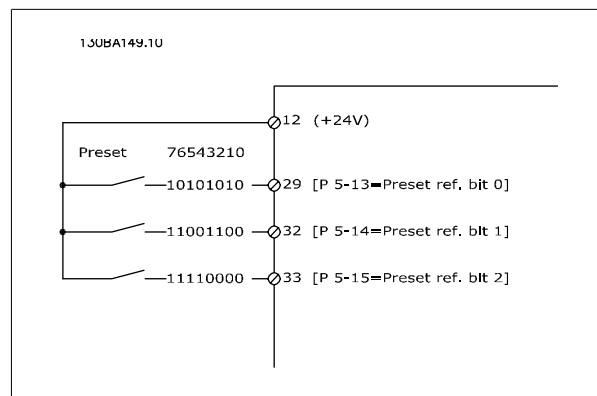 130BA149.10
12 (+24V)
Preset 76543210
10101010 29 [P 5-13=Preset ref. bit 0]
11001100 32 [P 5-14=Preset ref. bit 1]
11110000 33 [P 5-15=Preset ref. bit 2]